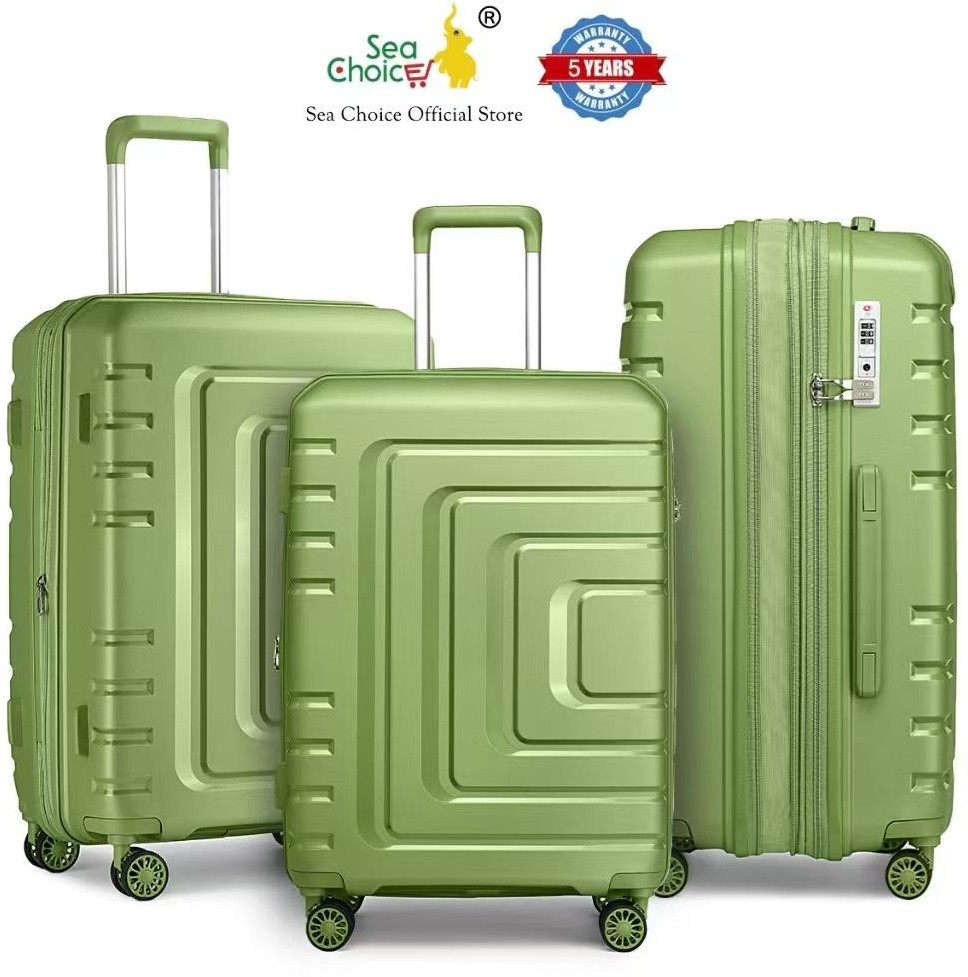 Sea
Choice
®
Sea Choice Official Store
WARRANTY
5 YEARS
WARRANTY